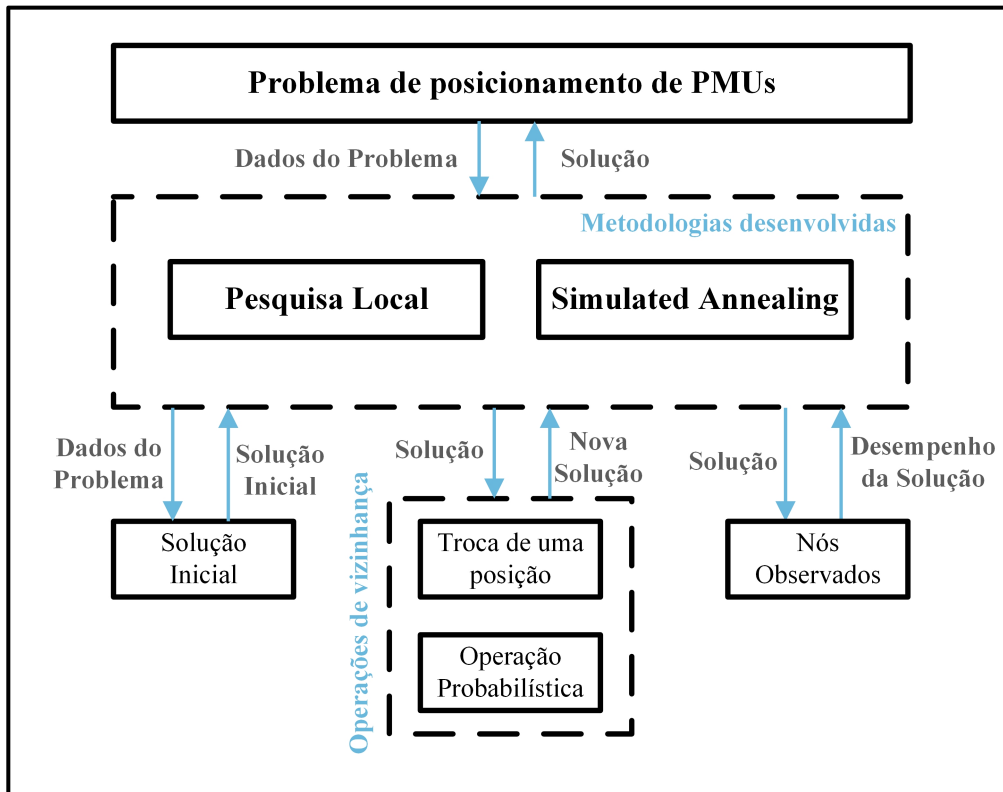 Problema de posicionamento de PMUs
Dados do Problema
Solução
Metodologias desenvolvidas
Pesquisa Local
Simulated Annealing
Dados do
Problema
Solução
Inicial
Solução
Nova
Solução
Solução
Desempenho
da Solução
Solução
Inicial
Operações de vizinhança
Troca de uma
posição
Operação
Probabilística
Nós
Observados